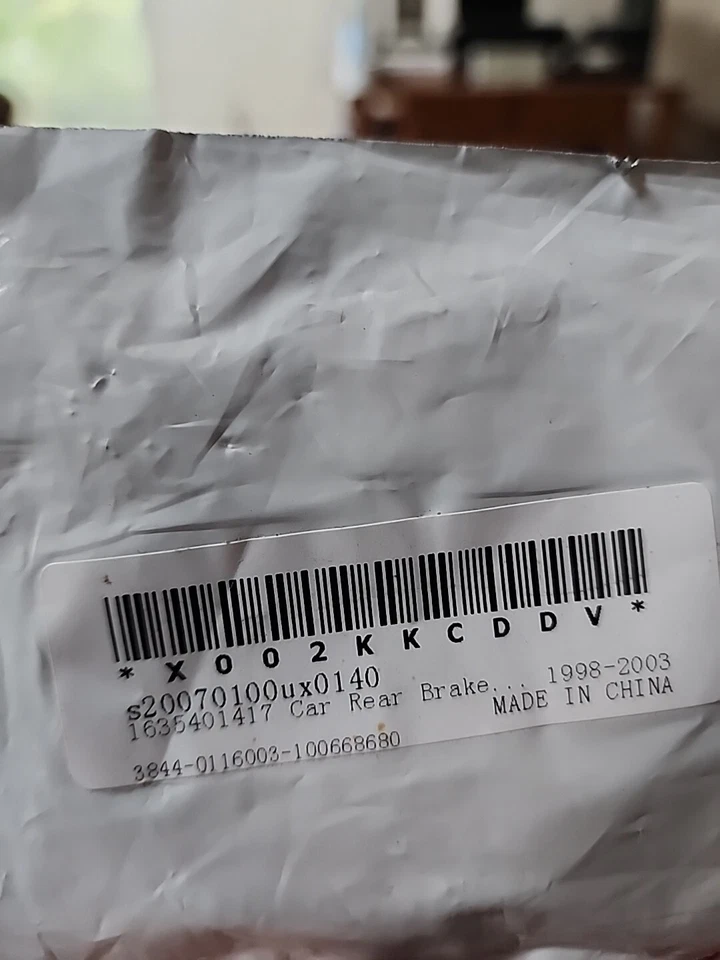 *X002KKCDDV*
s20070100ux0140
1635401417 Car Rear Brake... 1998-2003
MADE IN CHINA
3844-0116003-100668680